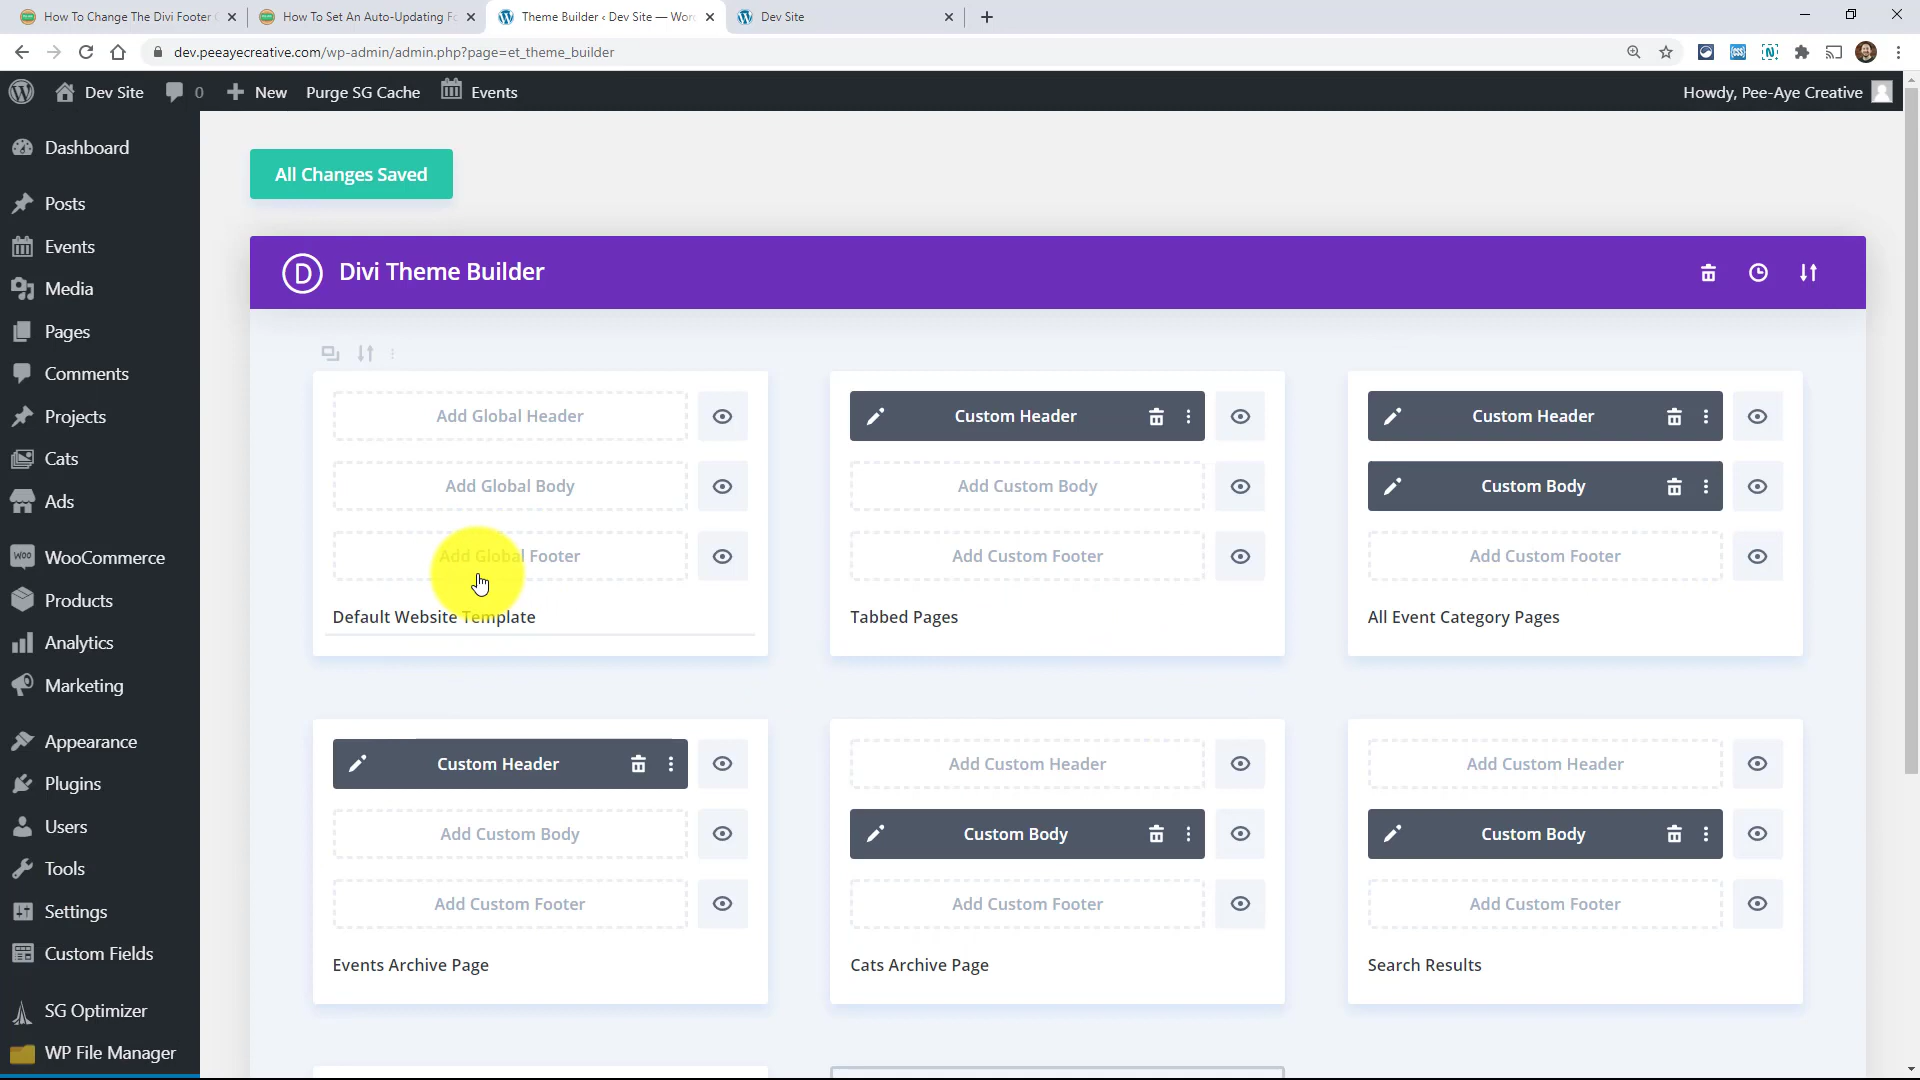 How To Change The Divi Footer
How To Set An Auto-Updating Fo
Theme Builder ‹ Dev Site — Wor
Dev Site
dev.peeayecreative.com/wp-admin/admin.php?page=et_theme_builder
Dev Site
0
New
Purge SG Cache
Events
Howdy, Pee-Aye Creative
Dashboard
Posts
Events
Media
Pages
Comments
Projects
Cats
Ads
WooCommerce
Products
Analytics
Marketing
Appearance
Plugins
Users
Tools
Settings
Custom Fields
SG Optimizer
WP File Manager
All Changes Saved
Divi Theme Builder
Add Global Header
Add Global Body
Add Global Footer
Default Website Template
Custom Header
Add Custom Body
Add Custom Footer
Tabbed Pages
Custom Header
Custom Body
Add Custom Footer
All Event Category Pages
Custom Header
Add Custom Body
Add Custom Footer
Events Archive Page
Add Custom Header
Custom Body
Add Custom Footer
Cats Archive Page
Add Custom Header
Custom Body
Add Custom Footer
Search Results